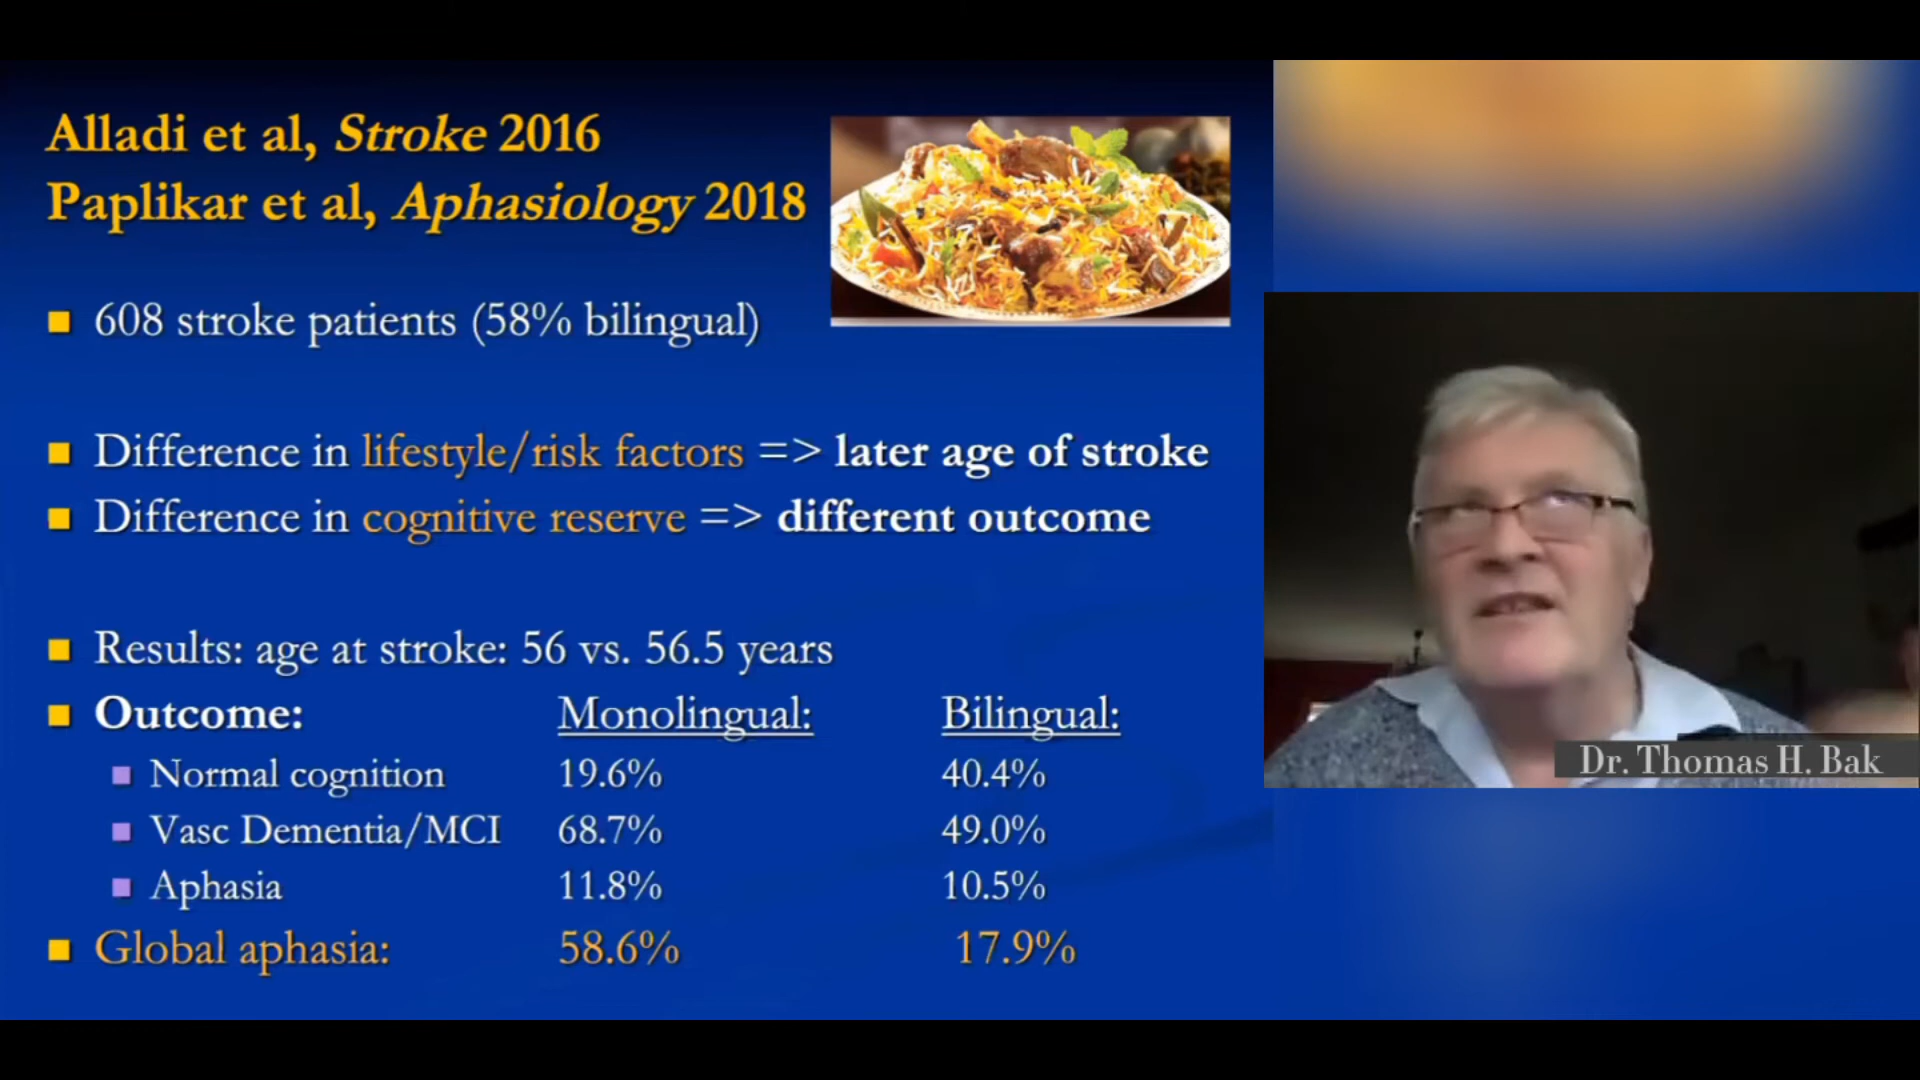 Alladi et al, Stroke 2016
Paplikar et al, Aphasiology 2018
608 stroke patients (58% bilingual)
Difference in lifestyle/risk factors => later age of stroke
Difference in cognitive reserve => different outcome
Results: age at stroke: 56 vs. 56.5 years
Outcome: Monolingual: Bilingual:
Normal cognition 19.6% 40.4%
Vasc Dementia/MCI 68.7% 49.0%
Aphasia 11.8% 10.5%
Global aphasia: 58.6% 17.9%
Dr. Thomas H. Bak